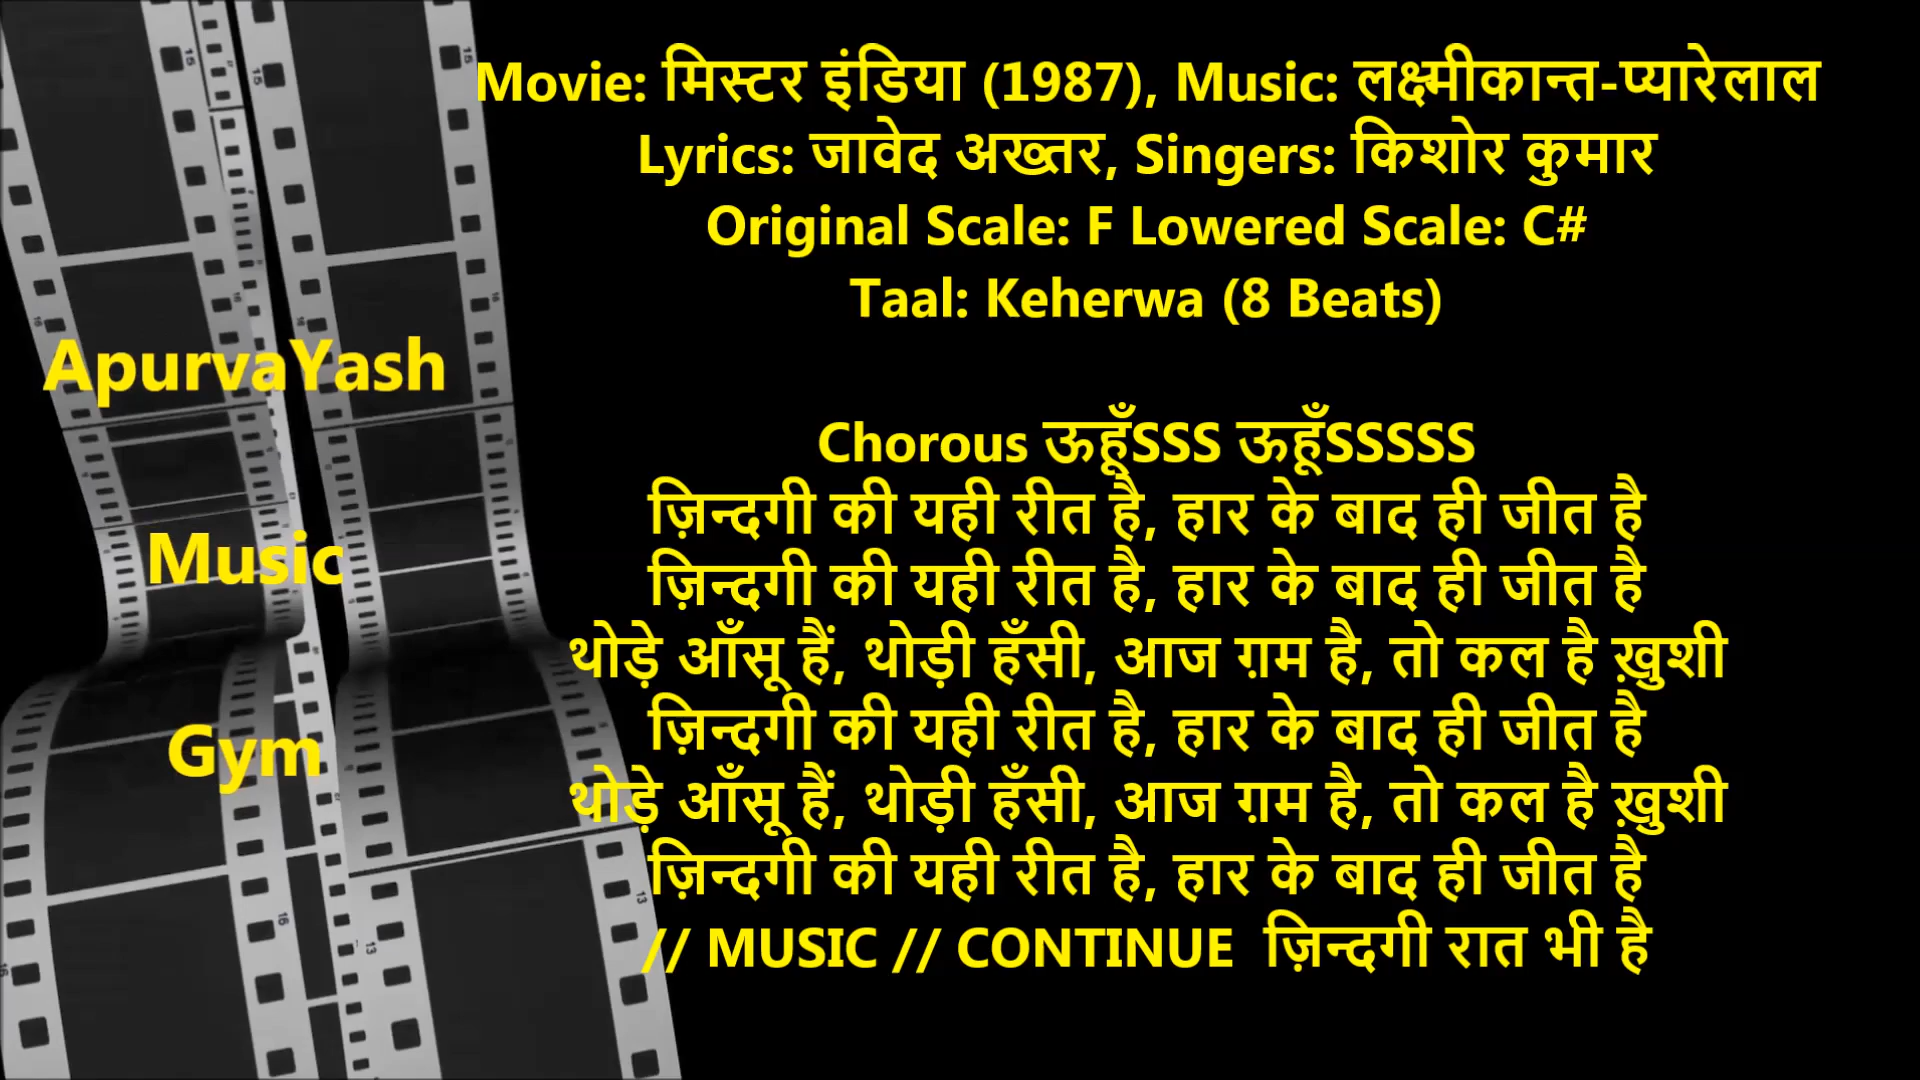 Movie: मिस्टर इंडिया (1987), Music: लक्ष्मीकान्त-प्यारेलाल
Lyrics: जावेद अख्तर, Singers: किशोर कुमार
Original Scale: F Lowered Scale: C#
Taal: Keherwa (8 Beats)
ApurvaYash
Music
Gym
Chorous ऊहूँSSS ऊहूँSSSSS
ज़िन्दगी की यही रीत है, हार के बाद ही जीत है
ज़िन्दगी की यही रीत है, हार के बाद ही जीत है
थोड़े आँसू हैं, थोड़ी हँसी, आज ग़म है, तो कल है ख़ुशी
ज़िन्दगी की यही रीत है, हार के बाद ही जीत है
थोड़े आँसू हैं, थोड़ी हँसी, आज ग़म है, तो कल है ख़ुशी
ज़िन्दगी की यही रीत है, हार के बाद ही जीत है
// MUSIC // CONTINUE ज़िन्दगी रात भी है